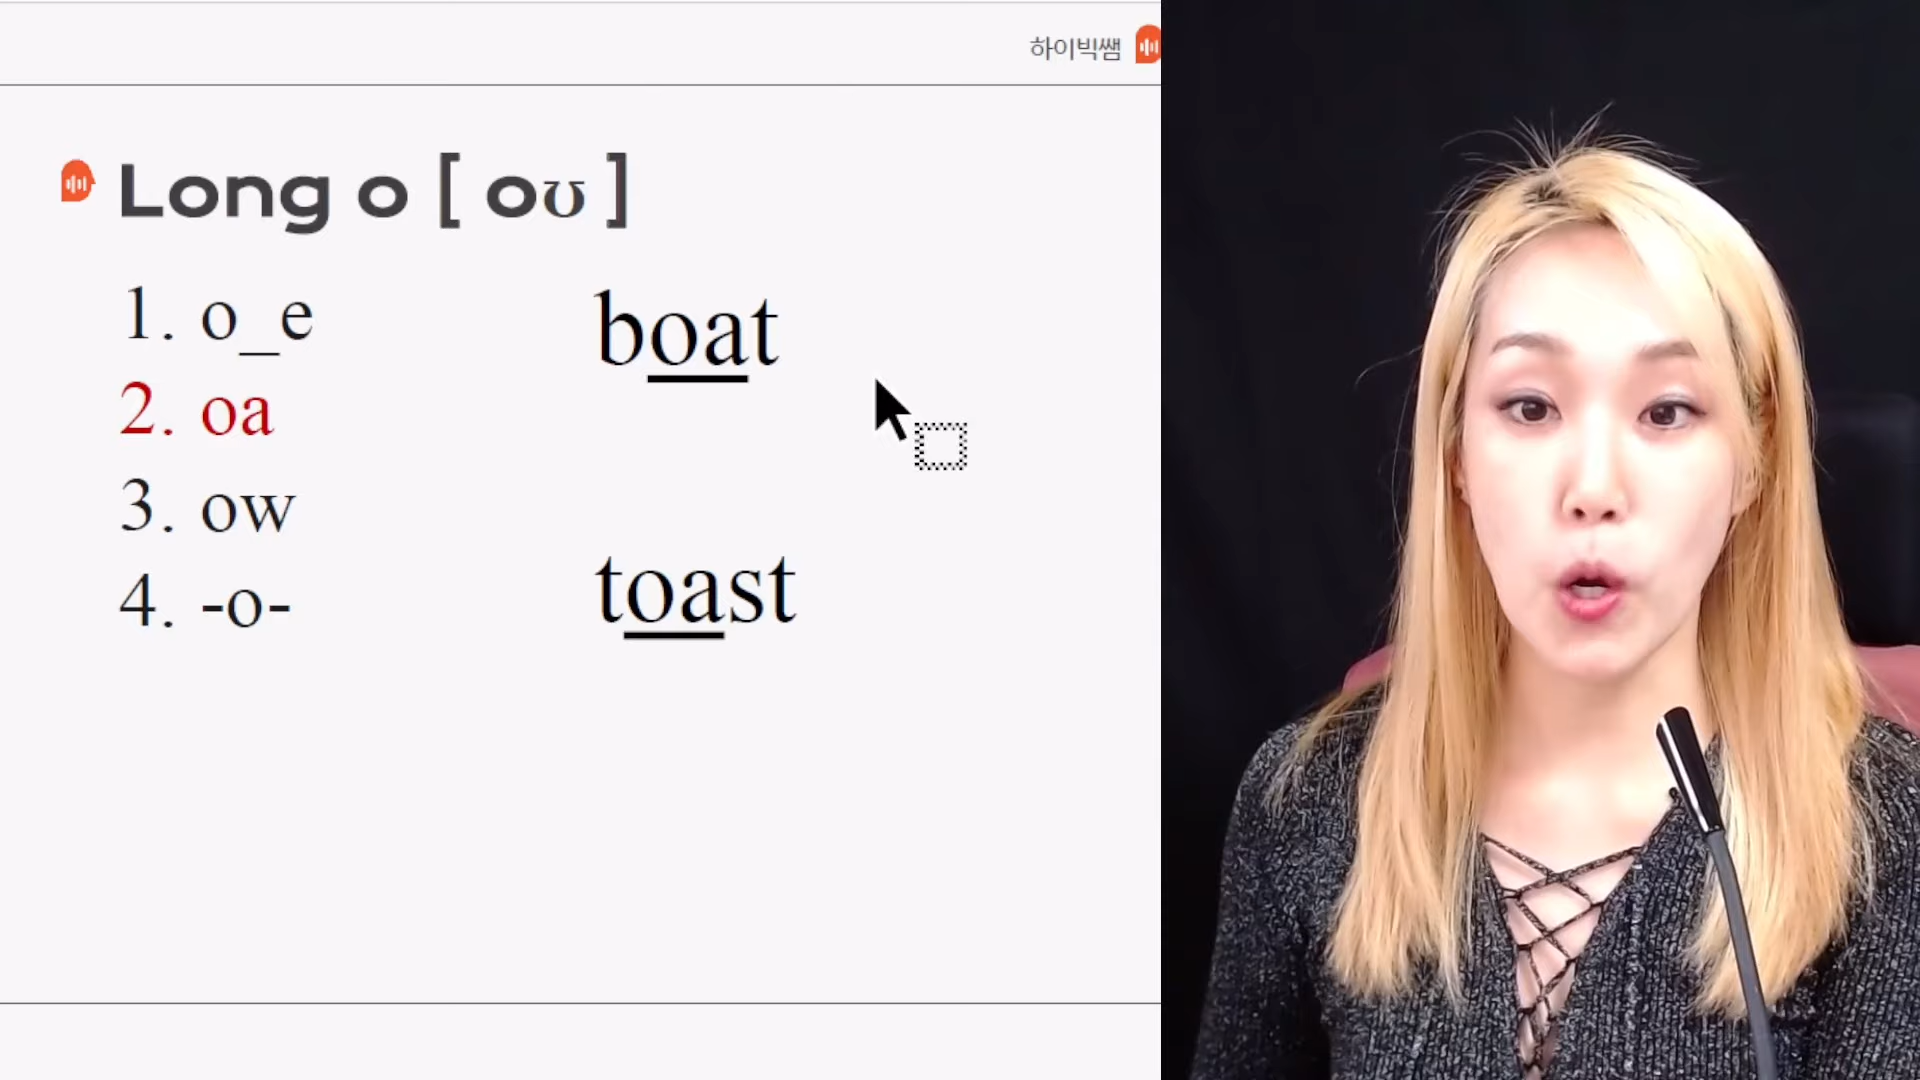 하이빅쌤
Long o [ oʊ ]
1. o_e
2. oa
3. ow
4. -o-
boat
toast